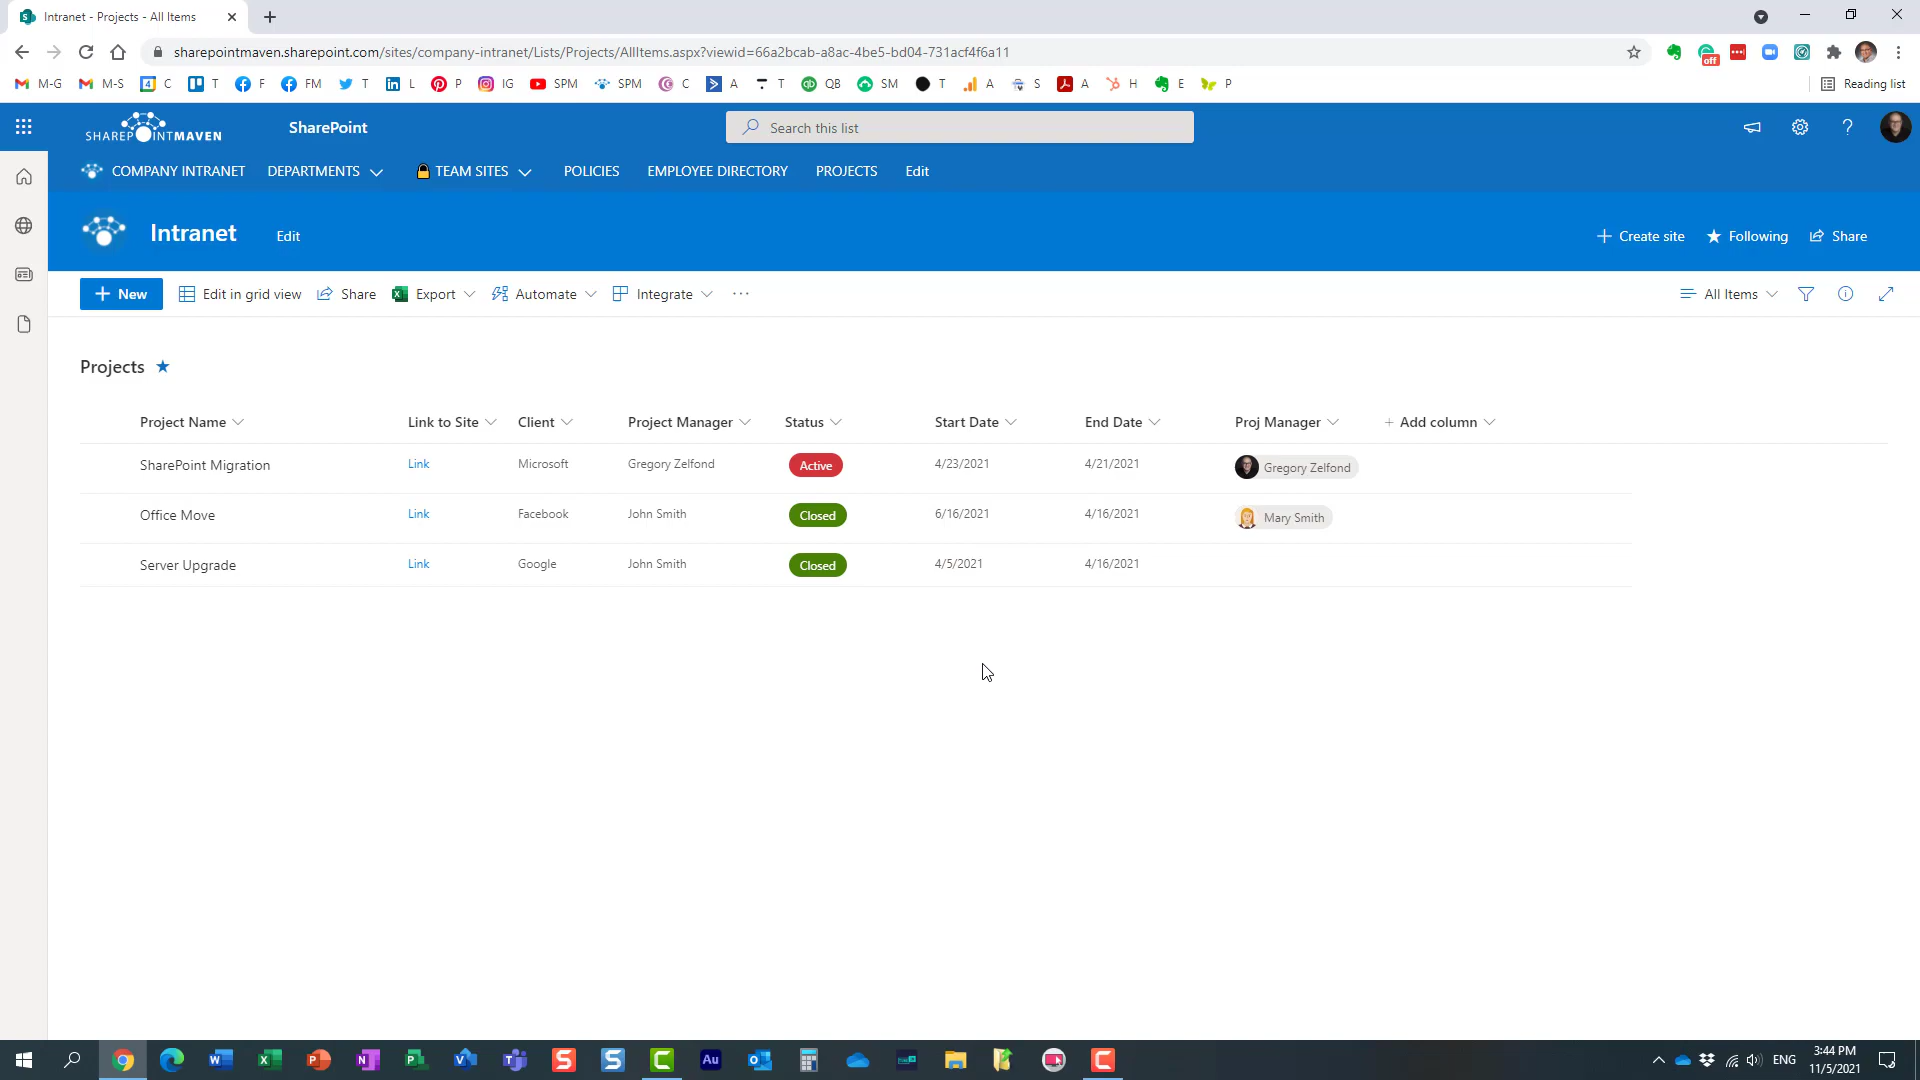 Intranet - Projects - All Items
sharepointmaven.sharepoint.com/sites/company-intranet/Lists/Projects/AllItems.aspx?viewid=66a2bcab-a8ac-4be5-bd04-731acf4f6a11
off
M-G M-S 4 C T F FM T L P IG SPM SPM C A T QB SM T A S A H E P Reading list
SHAREPOINTMAVEN SharePoint Search this list ?
COMPANY INTRANET DEPARTMENTS TEAM SITES POLICIES EMPLOYEE DIRECTORY PROJECTS Edit
Intranet Edit + Create site Following Share
+ New Edit in grid view Share Export Automate Integrate ... All Items
Projects
Project Name Link to Site Client Project Manager Status Start Date End Date Proj Manager + Add column
SharePoint Migration Link Microsoft Gregory Zelfond Active 4/23/2021 4/21/2021 Gregory Zelfond
Office Move Link Facebook John Smith Closed 6/16/2021 4/16/2021 Mary Smith
Server Upgrade Link Google John Smith Closed 4/5/2021 4/16/2021
Au
ENG
3:44 PM
11/5/2021